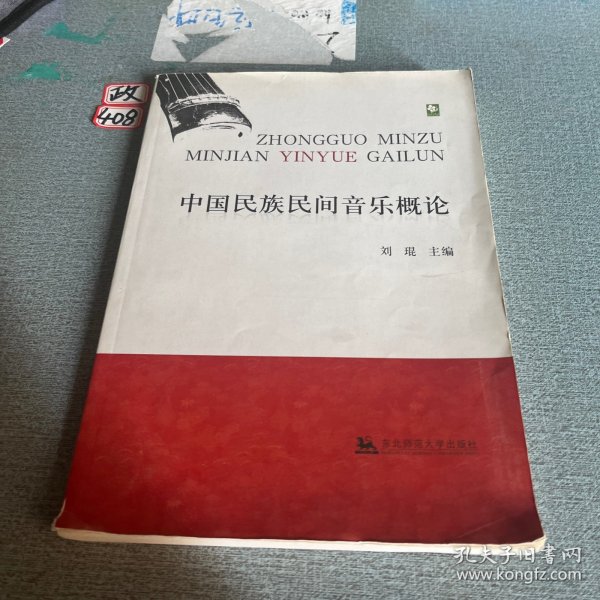 政
408
ZHONGGUO MINZU
MINJIAN YINYUE GAILUN
中国民族民间音乐概论
刘 琨 主编
东北师范大学出版社
孔夫子旧书网
www.kongfz.com